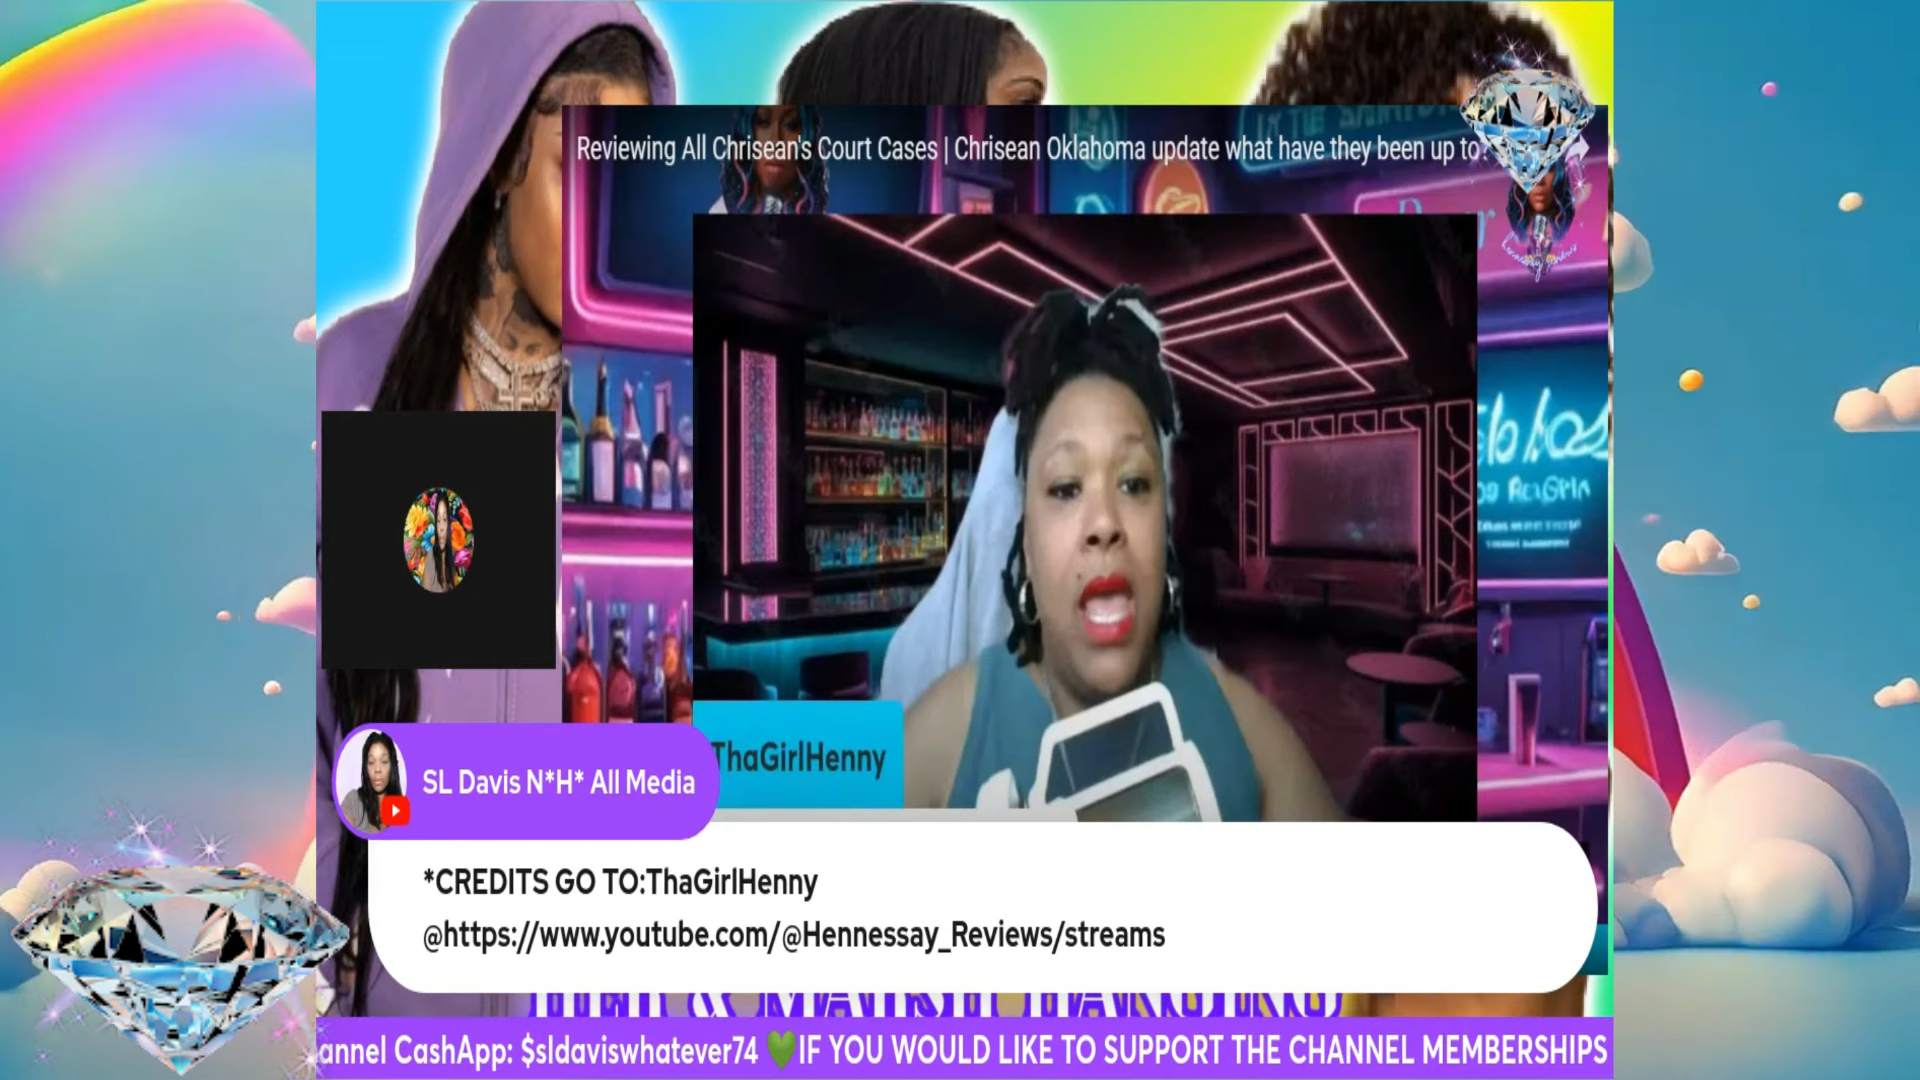 Reviewing All Chrisean's Court Cases | Chrisean Oklahoma update what have they been up to?
ThaGirlHenny
SL Davis N*H* All Media
*CREDITS GO TO:ThaGirlHenny
@https://www.youtube.com/@Hennessay_Reviews/streams
annel CashApp: $sldaviswhatever74 💚IF YOU WOULD LIKE TO SUPPORT THE CHANNEL MEMBERSHIPS